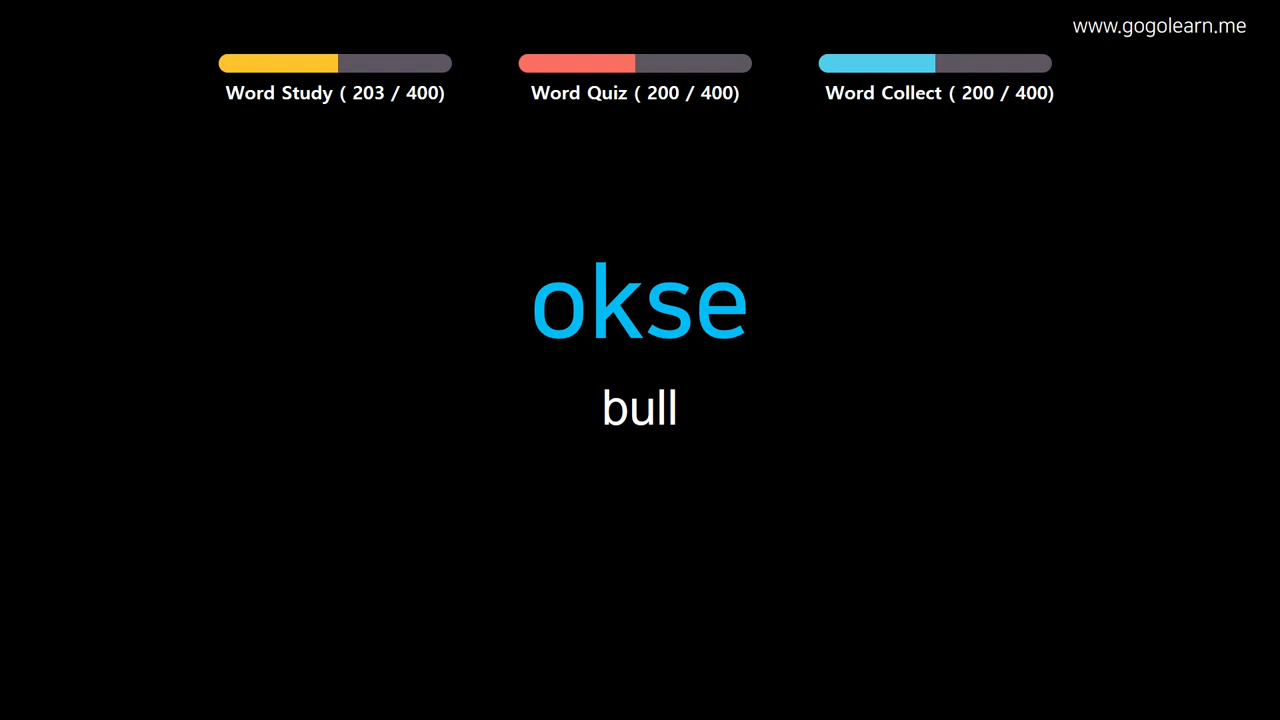 www.gogolearn.me
Word Study ( 203 / 400)
Word Quiz ( 200 / 400)
Word Collect ( 200 / 400)
okse
bull